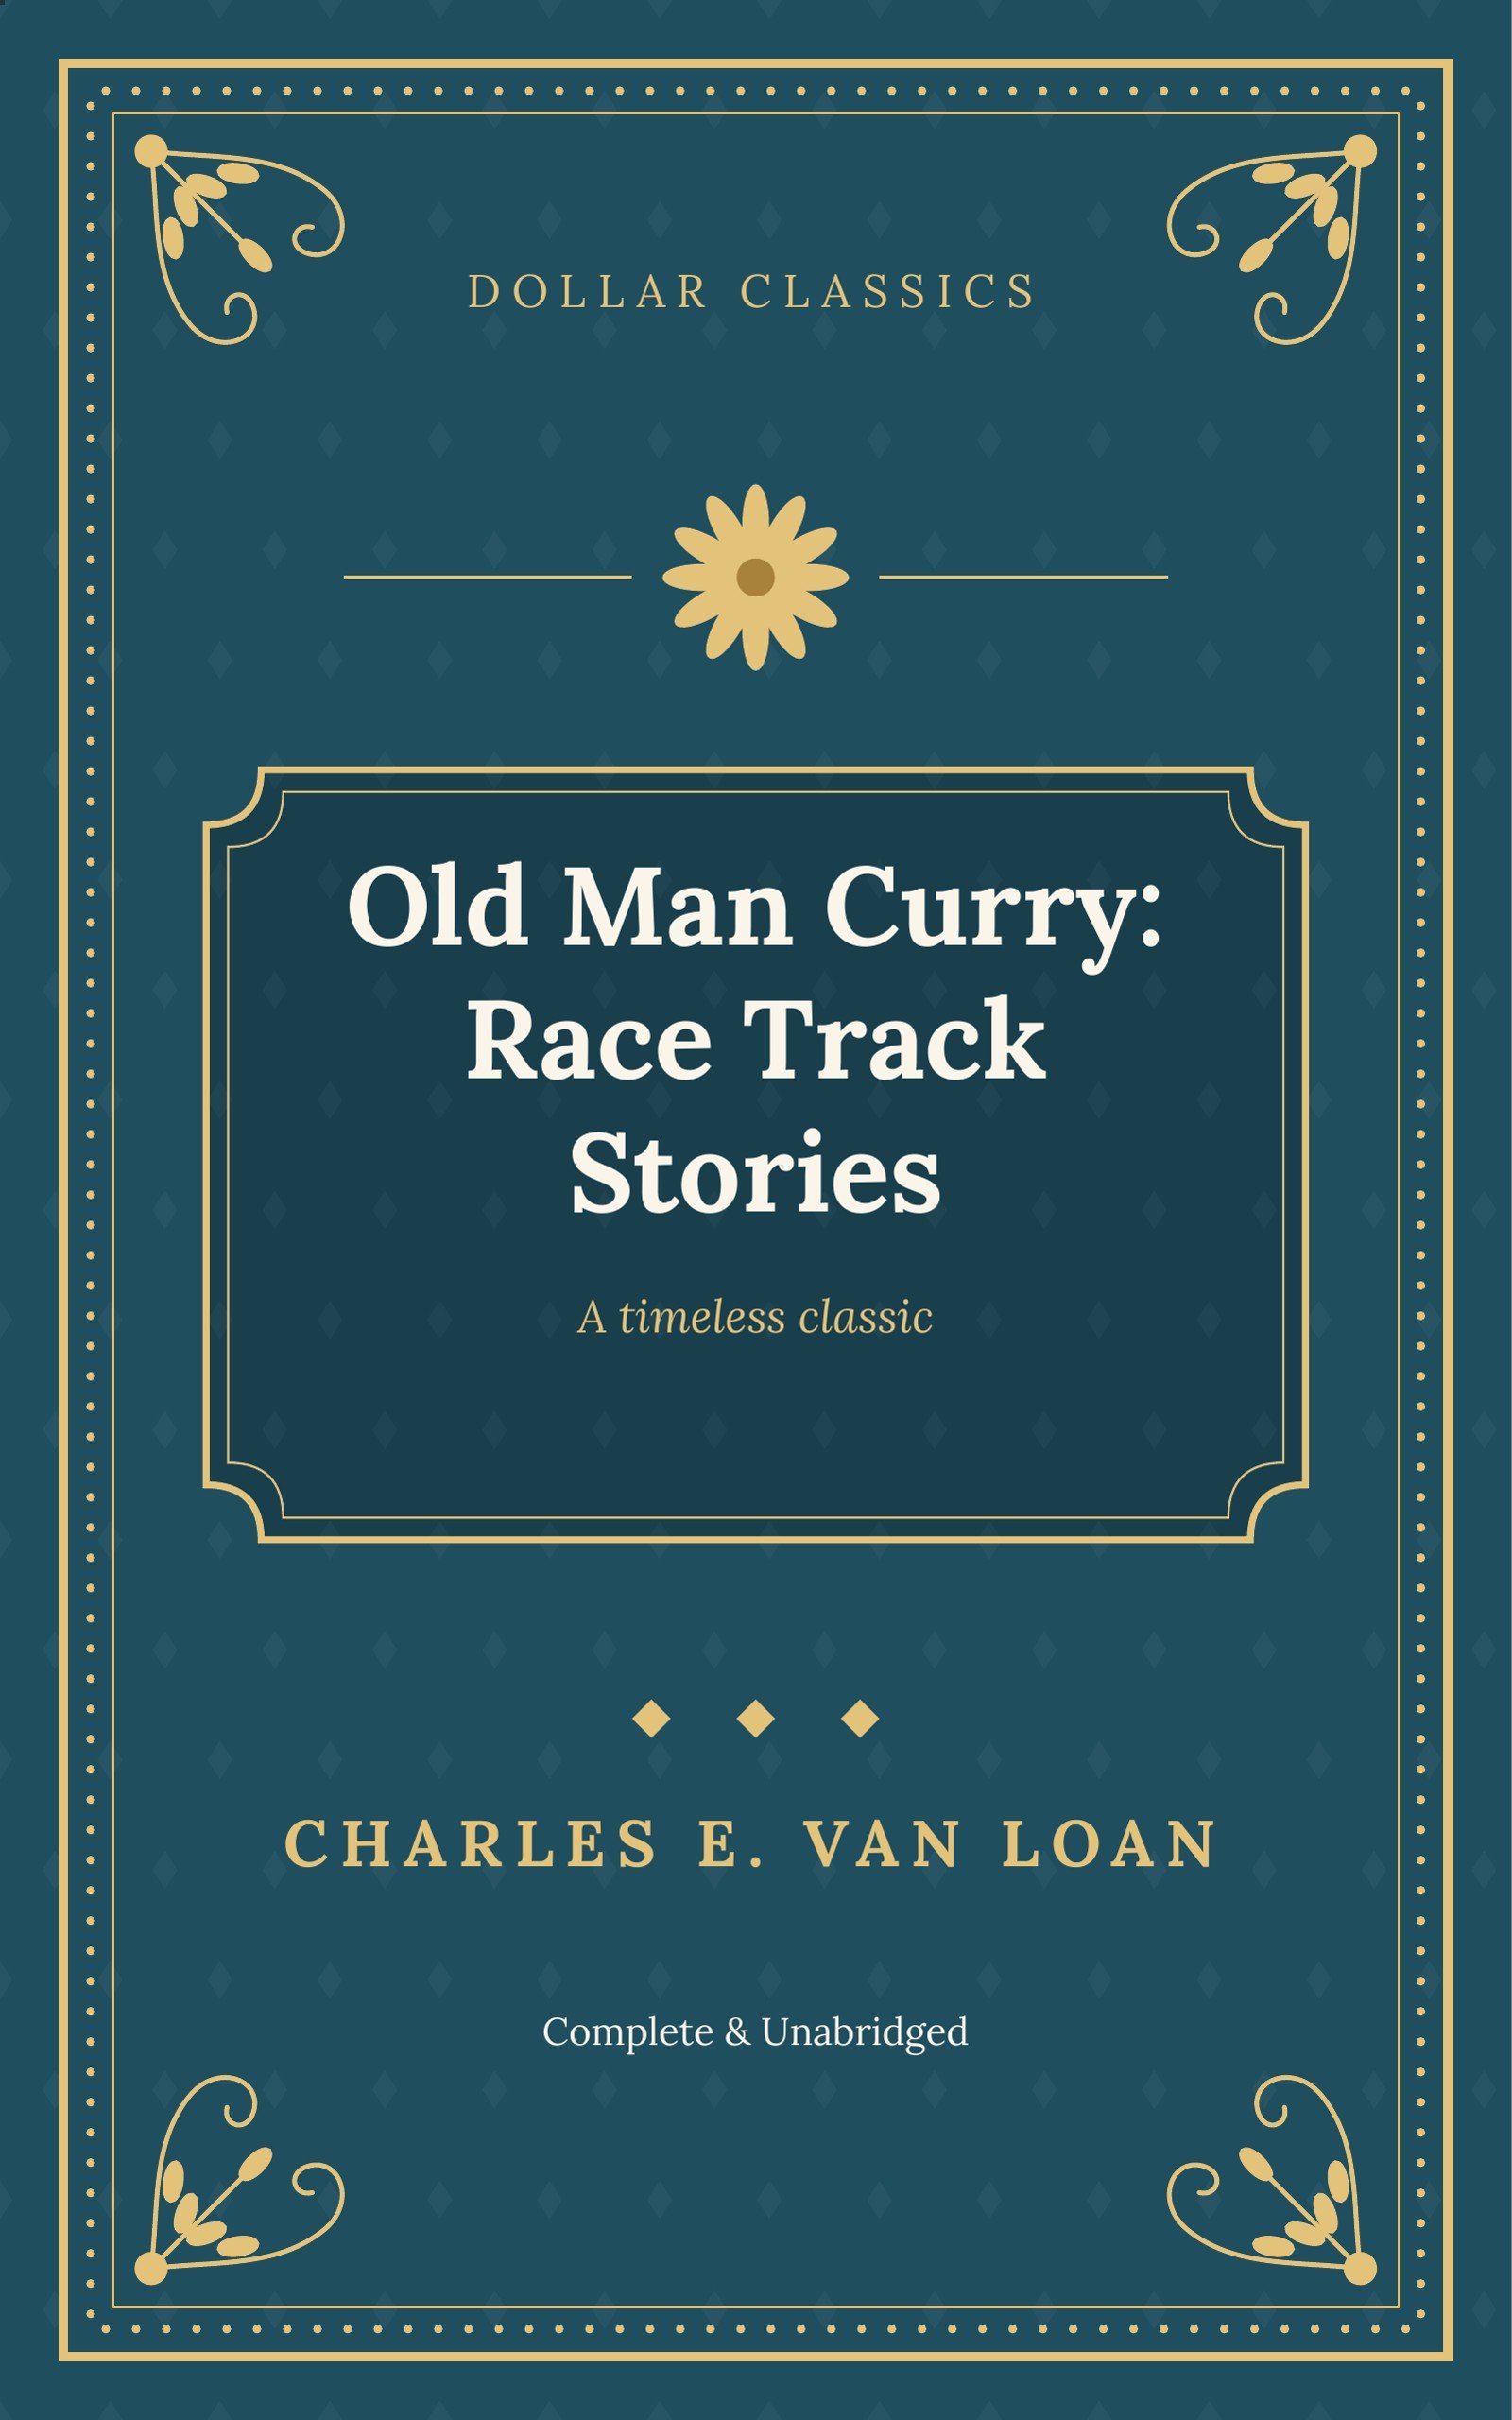 DOLLAR CLASSICS
Old Man Curry:
Race Track
Stories
A timeless classic
CHARLES E. VAN LOAN
Complete & Unabridged